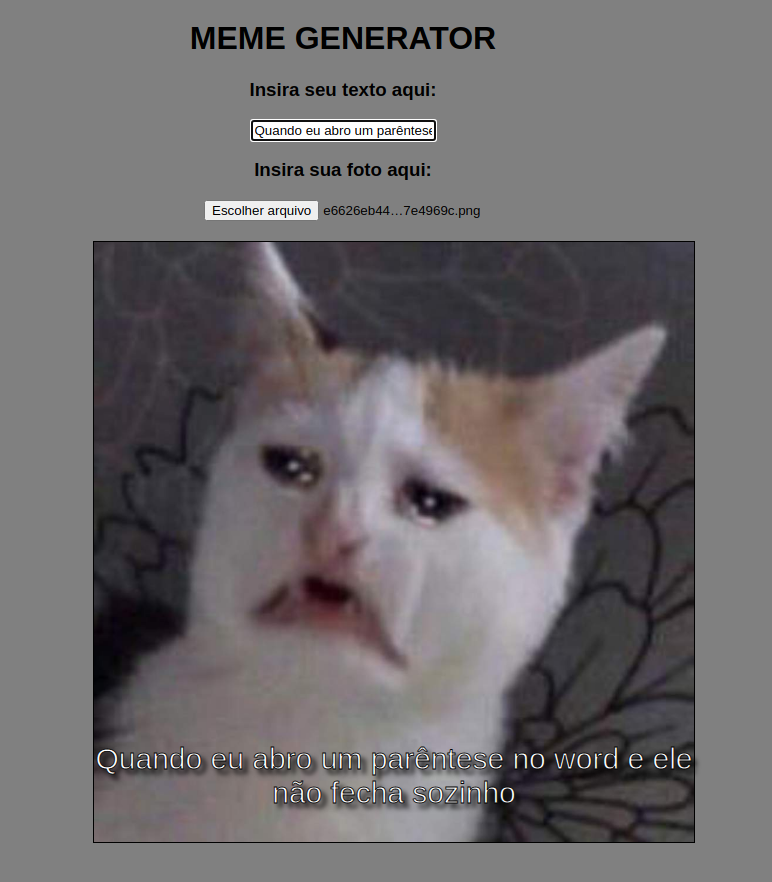 MEME GENERATOR
Insira seu texto aqui:
Quando eu abro um parêntese
Insira sua foto aqui:
Escolher arquivo e6626eb44…7e4969c.png
Quando eu abro um parêntese no word e ele
não fecha sozinho